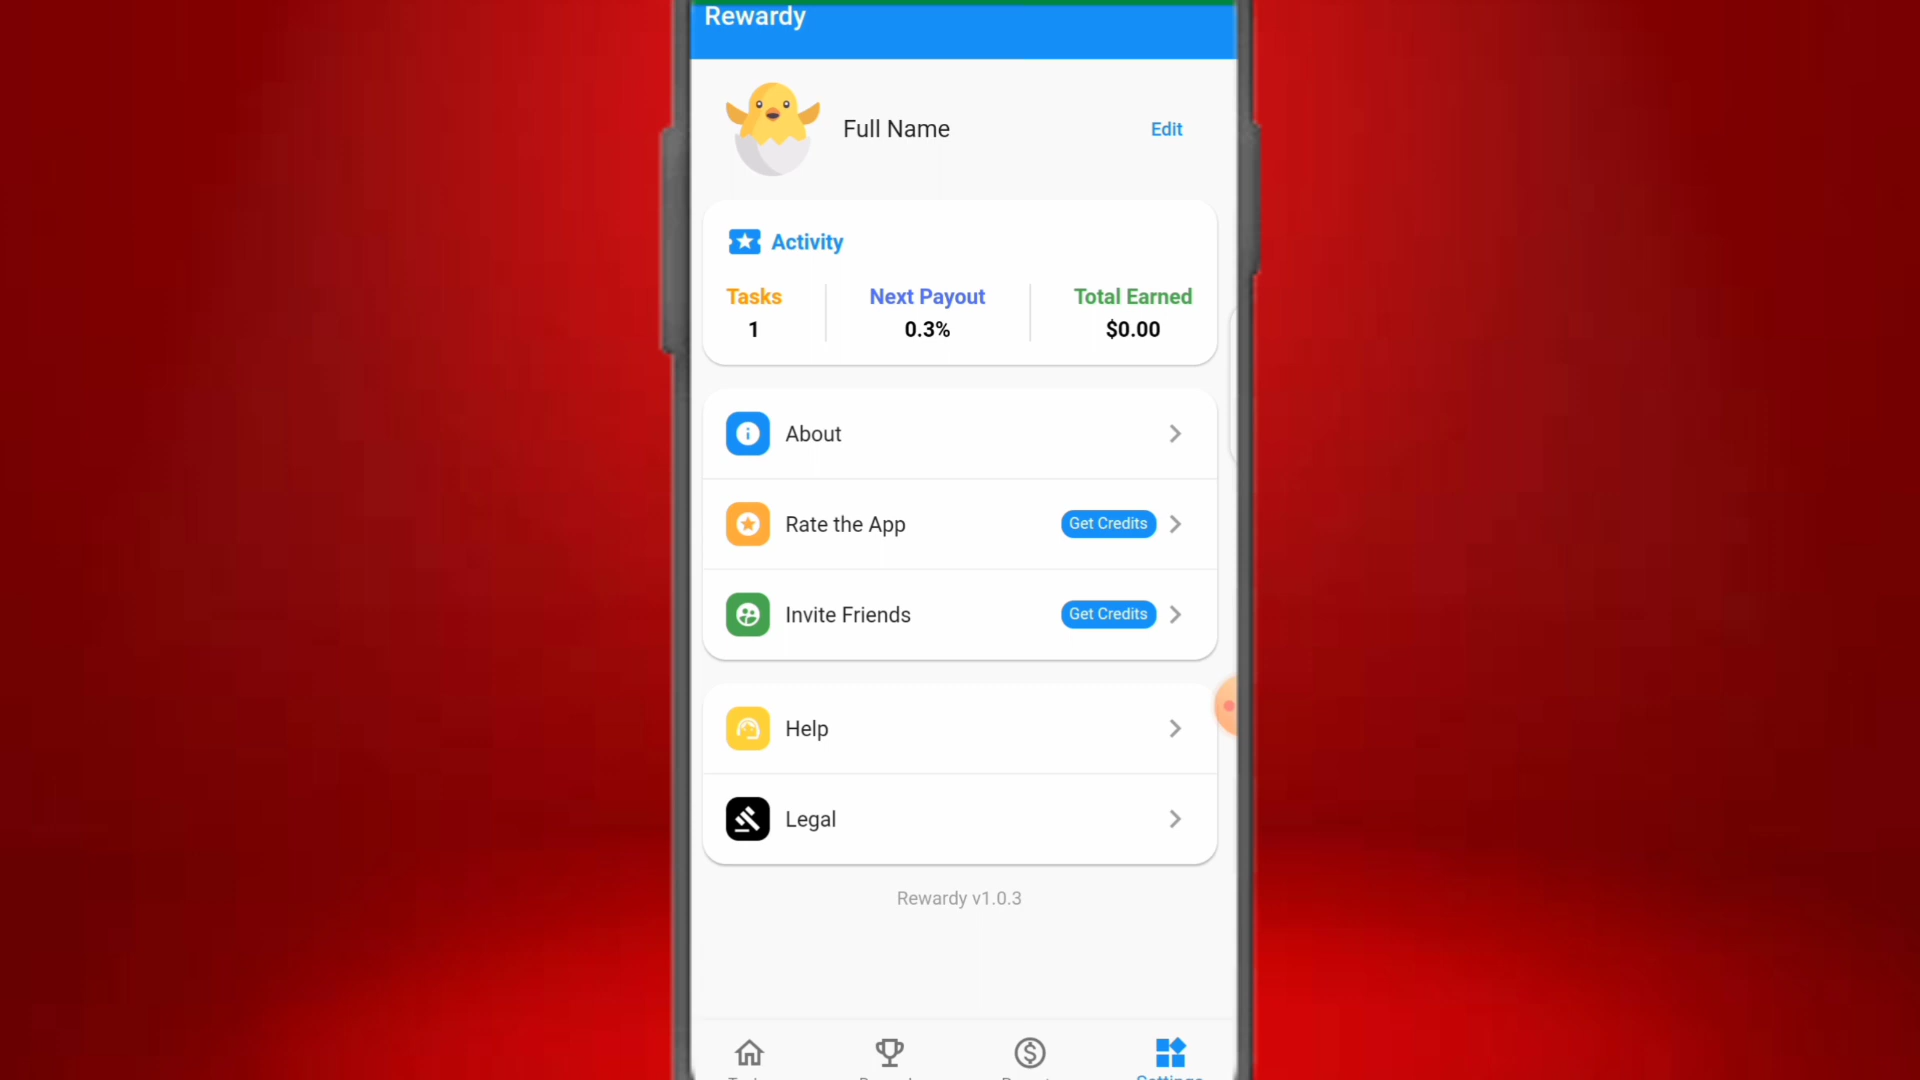 Rewardy
Full Name
Edit
Activity
Tasks
Next Payout
Total Earned
1
0.3%
$0.00
About
Rate the App
Get Credits
Invite Friends
Get Credits
Help
Legal
Rewardy v1.0.3